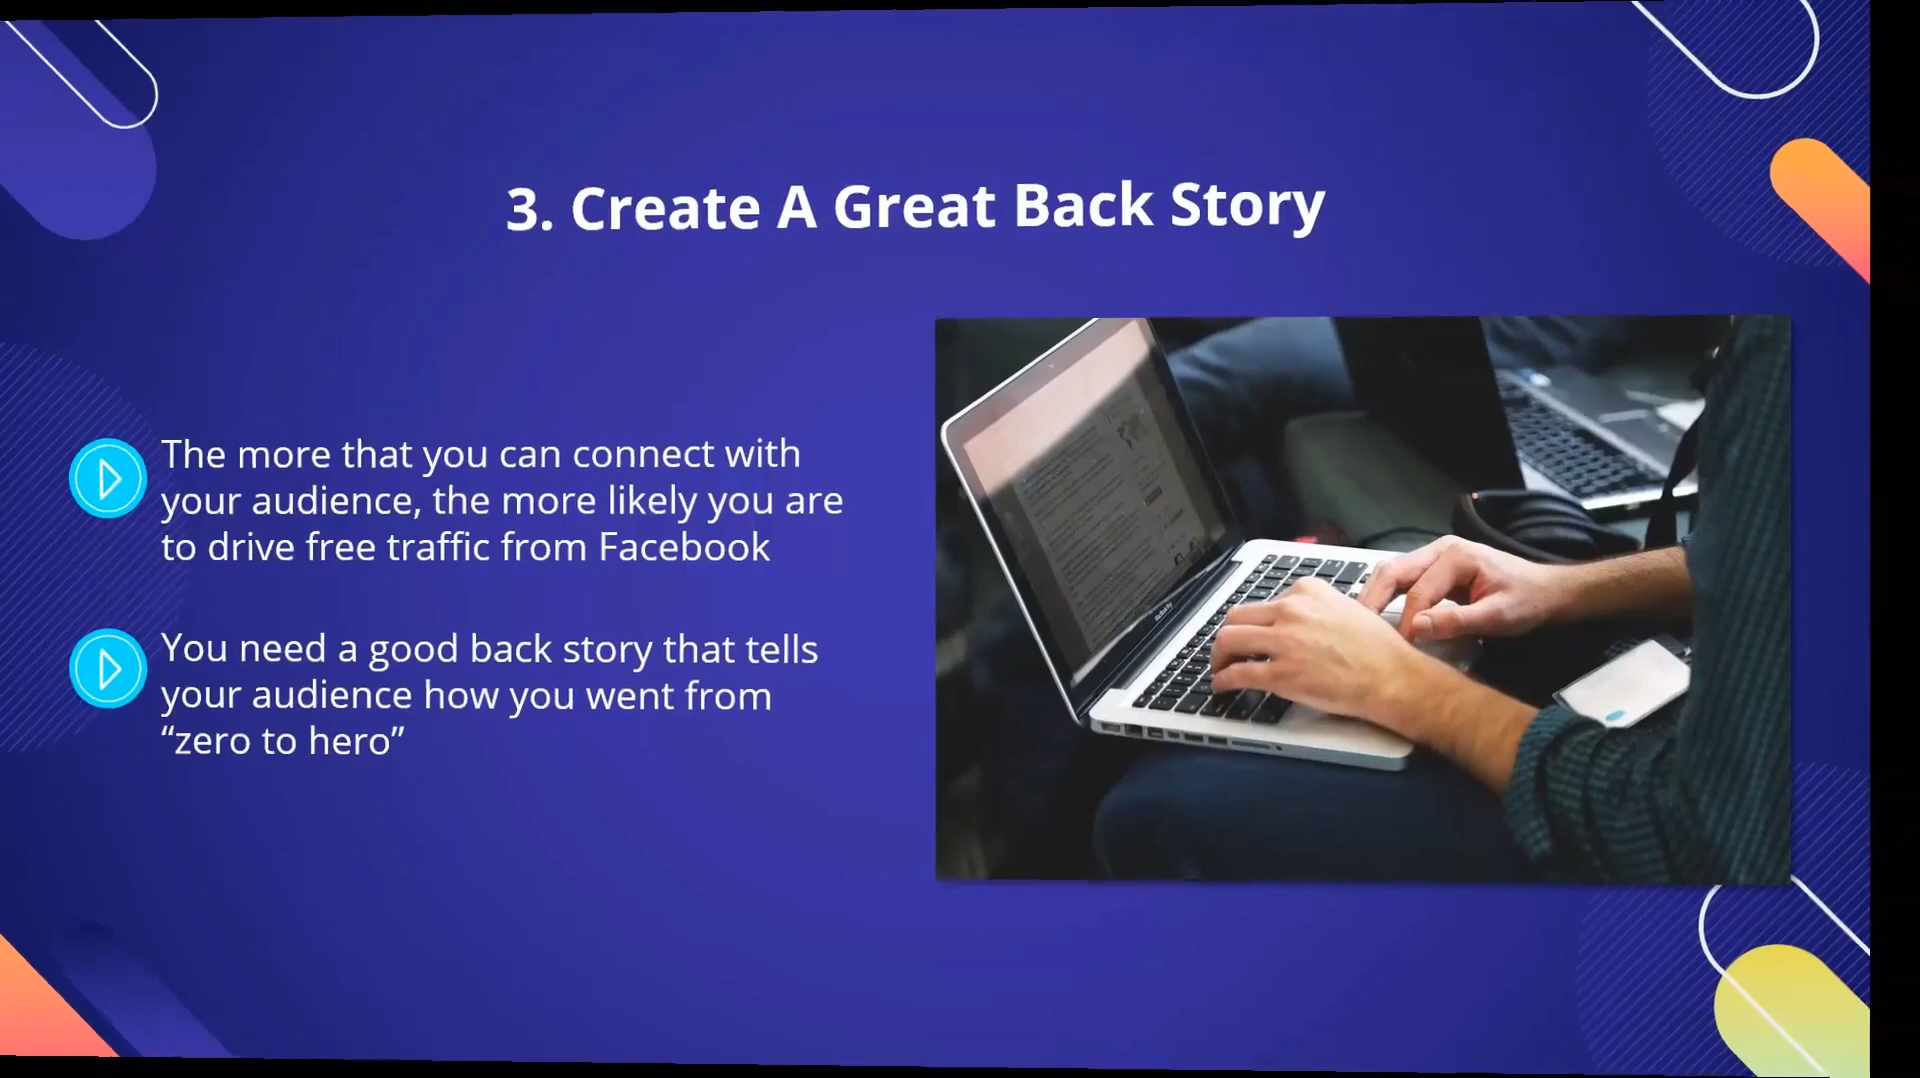 3. Create A Great Back Story
The more that you can connect with
your audience, the more likely you are
to drive free traffic from Facebook
You need a good back story that tells
your audience how you went from
“zero to hero”